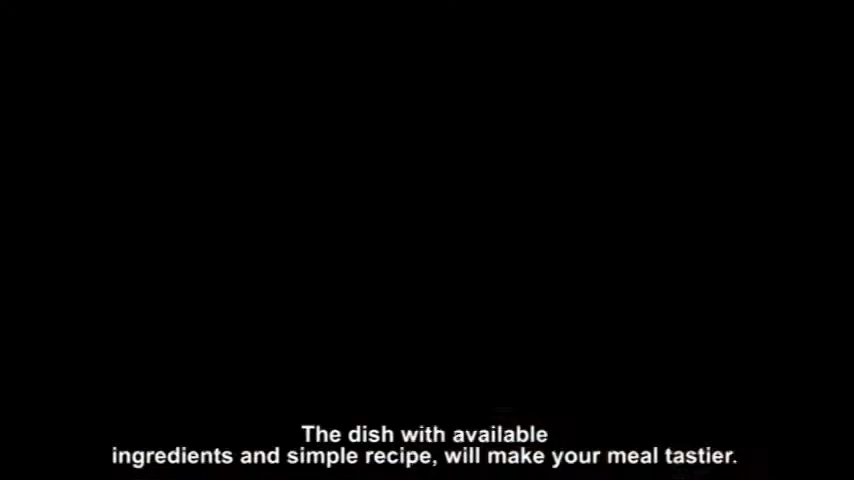 The dish with available
ingredients and simple recipe, will make your meal tastier.